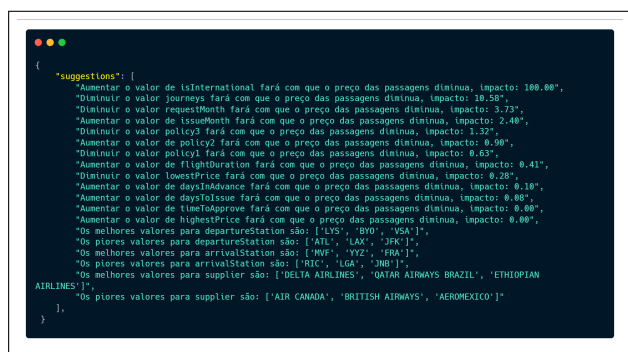 {
"suggestions": [
"Aumentar o valor de isInternational fará com que o preço das passagens diminua, impacto: 100.00",
"Diminuir o valor journeys fará com que o preço das passagens diminua, impacto: 10.58",
"Diminuir o valor requestMonth fará com que o preço das passagens diminua, impacto: 3.73",
"Aumentar o valor de issueMonth fará com que o preço das passagens diminua, impacto: 2.40",
"Diminuir o valor policy3 fará com que o preço das passagens diminua, impacto: 1.32",
"Aumentar o valor de policy2 fará com que o preço das passagens diminua, impacto: 0.90",
"Diminuir o valor policy1 fará com que o preço das passagens diminua, impacto: 0.63",
"Aumentar o valor de flightDuration fará com que o preço das passagens diminua, impacto: 0.41",
"Diminuir o valor lowestPrice fará com que o preço das passagens diminua, impacto: 0.28",
"Aumentar o valor de daysInAdvance fará com que o preço das passagens diminua, impacto: 0.10",
"Aumentar o valor de daysToIssue fará com que o preço das passagens diminua, impacto: 0.08",
"Aumentar o valor de timeToApprove fará com que o preço das passagens diminua, impacto: 0.00",
"Aumentar o valor de highestPrice fará com que o preço das passagens diminua, impacto: 0.00",
"Os melhores valores para departureStation são: ['LYS', 'BYO', 'VSA']",
"Os piores valores para departureStation são: ['ATL', 'LAX', 'JFK']",
"Os melhores valores para arrivalStation são: ['MVF', 'YYZ', 'FRA']",
"Os piores valores para arrivalStation são: ['RIC', 'LGA', 'JNB']",
"Os melhores valores para supplier são: ['DELTA AIRLINES', 'QATAR AIRWAYS BRAZIL', 'ETHIOPIAN
AIRLINES']",
"Os piores valores para supplier são: ['AIR CANADA', 'BRITISH AIRWAYS', 'AEROMEXICO']"
],
}